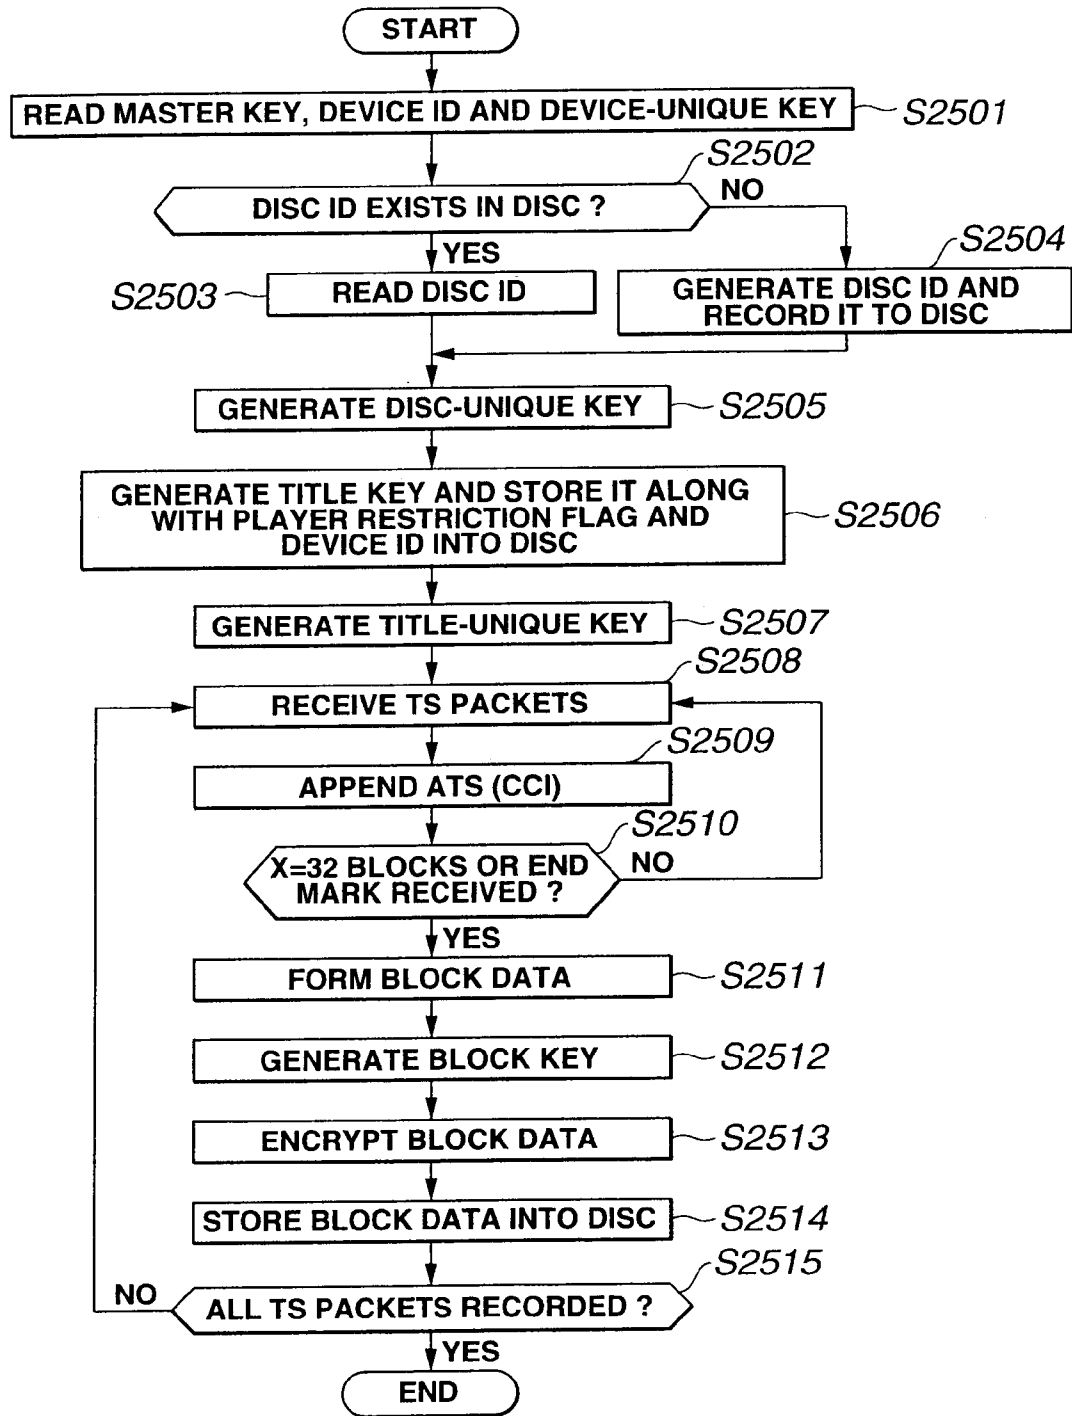 START
READ MASTER KEY, DEVICE ID AND DEVICE-UNIQUE KEY
S2501
S2502
DISC ID EXISTS IN DISC ?
NO
YES
S2504
S2503
READ DISC ID
GENERATE DISC ID AND
RECORD IT TO DISC
GENERATE DISC-UNIQUE KEY
S2505
GENERATE TITLE KEY AND STORE IT ALONG
WITH PLAYER RESTRICTION FLAG AND
DEVICE ID INTO DISC
S2506
GENERATE TITLE-UNIQUE KEY
S2507
S2508
RECEIVE TS PACKETS
S2509
APPEND ATS (CCI)
S2510
X=32 BLOCKS OR END
MARK RECEIVED ?
NO
YES
FORM BLOCK DATA
S2511
GENERATE BLOCK KEY
S2512
ENCRYPT BLOCK DATA
S2513
STORE BLOCK DATA INTO DISC
S2514
S2515
NO
ALL TS PACKETS RECORDED ?
YES
END